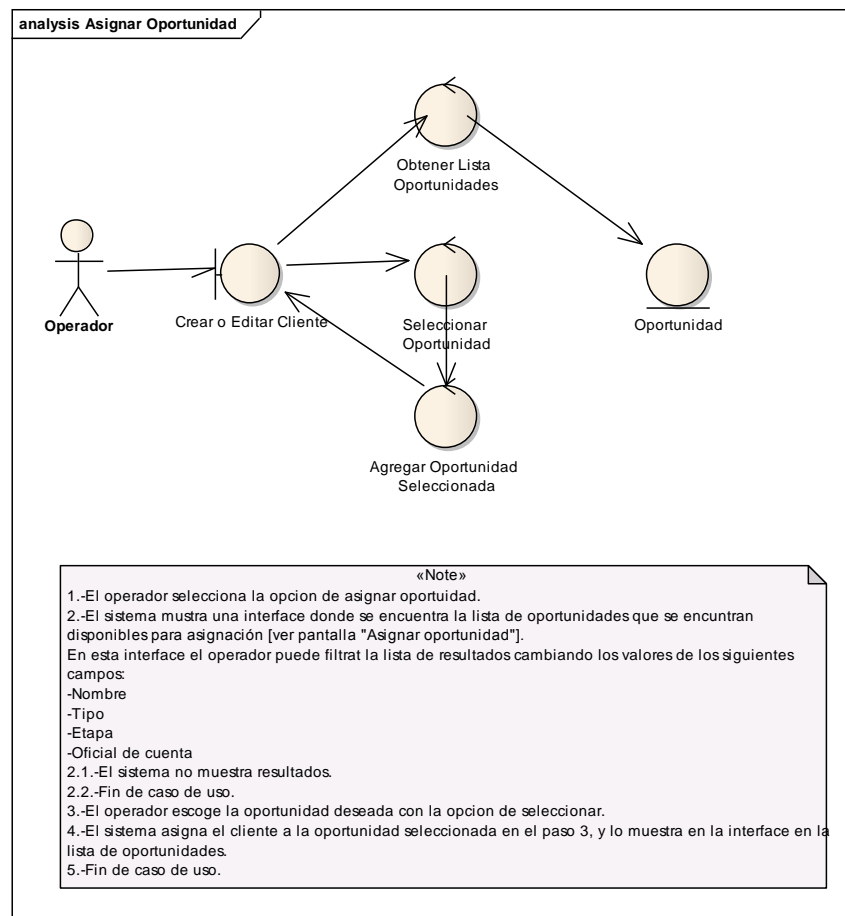 analysis Asignar Oportunidad
Obtener Lista
Oportunidades
Operador
Crear o Editar Cliente
Seleccionar
Oportunidad
Oportunidad
Agregar Oportunidad
Seleccionada
«Note»
1.-El operador selecciona la opcion de asignar oportuidad.
2.-El sistema mustra una interface donde se encuenta la lista de oportunidades que se encuntran
disponibles para asignación [ver pantalla "Asignar oportunidad"].
En esta interface el operador puede filtrat la lista de resultados cambiando los valores de los siguientes
campos:
-Nombre
-Tipo
-Etapa
-Oficial de cuenta
2.1.-El sistema no muestra resultados.
2.2.-Fin de caso de uso.
3.-El operador escoge la oportunidad deseada con la opcion de seleccionar.
4.-El sistema asigna el cliente a la oportunidad seleccionada en el paso 3, y lo muestra en la interface en la
lista de oportunidades.
5.-Fin de caso de uso.